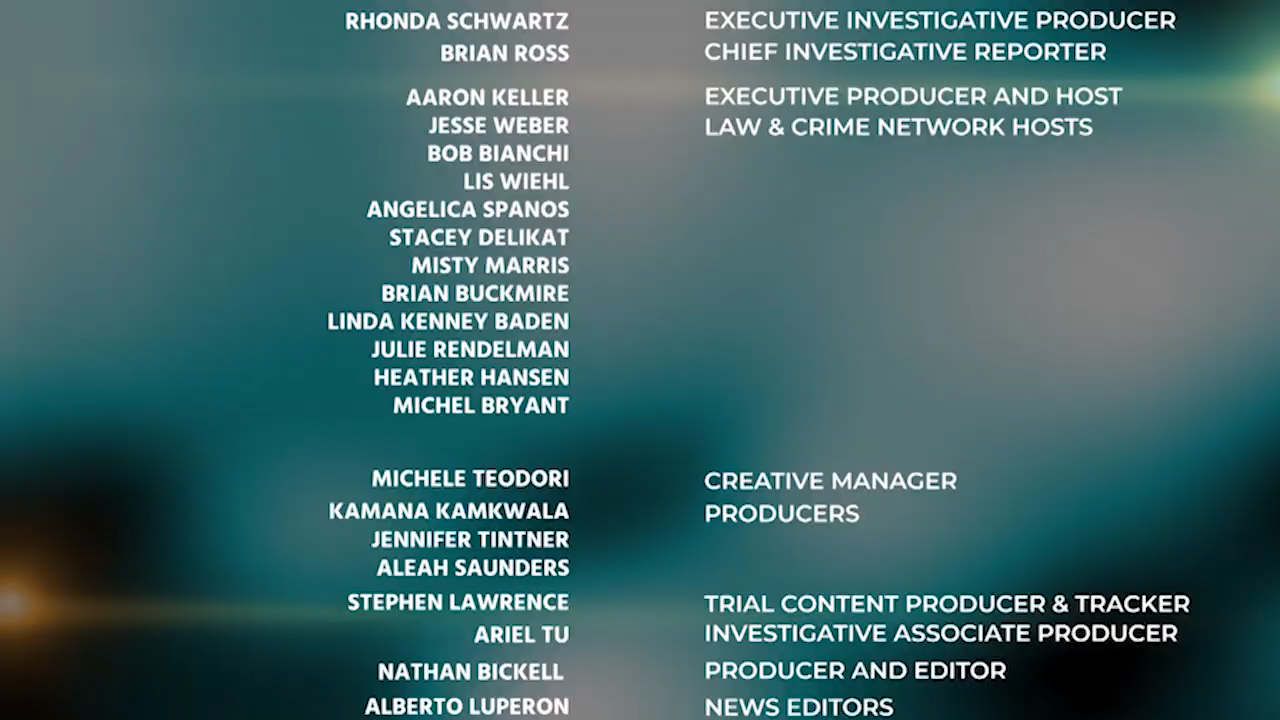 RHONDA SCHWARTZ EXECUTIVE INVESTIGATIVE PRODUCER
BRIAN ROSS CHIEF INVESTIGATIVE REPORTER
AARON KELLER EXECUTIVE PRODUCER AND HOST
JESSE WEBER LAW & CRIME NETWORK HOSTS
BOB BIANCHI
LIS WIEHL
ANGELICA SPANOS
STACEY DELIKAT
MISTY MARRIS
BRIAN BUCKMIRE
LINDA KENNEY BADEN
JULIE RENDELMAN
HEATHER HANSEN
MICHEL BRYANT
MICHELE TEODORI CREATIVE MANAGER
KAMANA KAMKWALA PRODUCERS
JENNIFER TINTNER
ALEAH SAUNDERS
STEPHEN LAWRENCE TRIAL CONTENT PRODUCER & TRACKER
ARIEL TU INVESTIGATIVE ASSOCIATE PRODUCER
NATHAN BICKELL PRODUCER AND EDITOR
ALBERTO LUPERON NEWS EDITORS